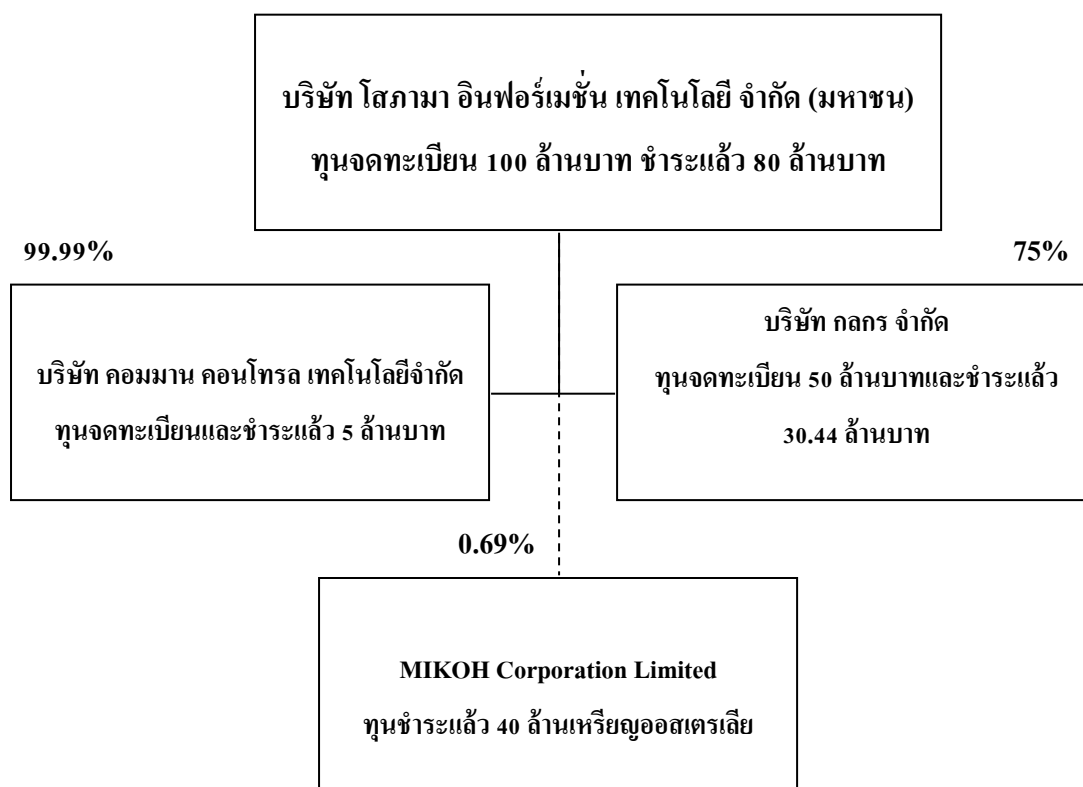 บริษัท โสภามา อินฟอร์เมชั่น เทคโนโลยี จำกัด (มหาชน)
ทุนจดทะเบียน 100 ล้านบาท ชำระแล้ว 80 ล้านบาท
99.99%
75%
บริษัท คอมมาน คอนโทรล เทคโนโลยีจำกัด
ทุนจดทะเบียนและชำระแล้ว 5 ล้านบาท
บริษัท กลกร จำกัด
ทุนจดทะเบียน 50 ล้านบาทและชำระแล้ว
30.44 ล้านบาท
0.69%
MIKOH Corporation Limited
ทุนชำระแล้ว 40 ล้านเหรียญออสเตรเลีย